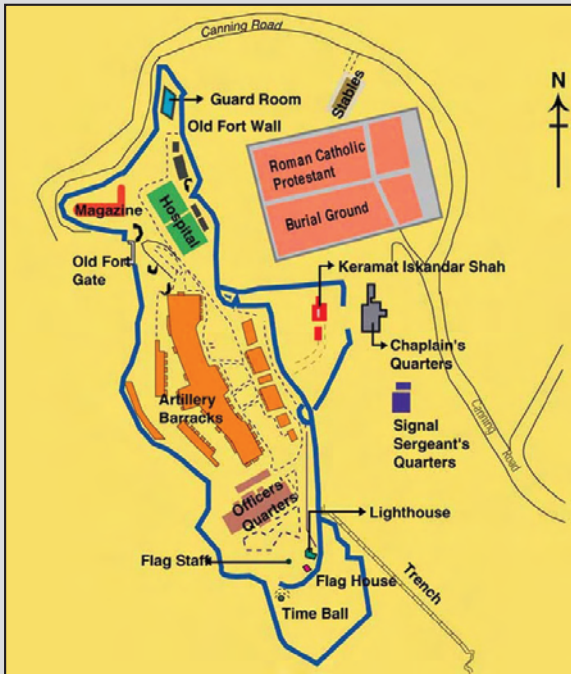 Canning Road
N
Guard Room
Old Fort Wall
Stables
Roman Catholic
Protestant
Burial Ground
Magazine
Hospital
Old Fort
Gate
Keramat Iskandar Shah
Chaplain's
Quarters
Artillery
Barracks
Signal
Sergeant's
Quarters
Canning Road
Officers
Quarters
Lighthouse
Flag Staff
Flag House
Trench
Time Ball